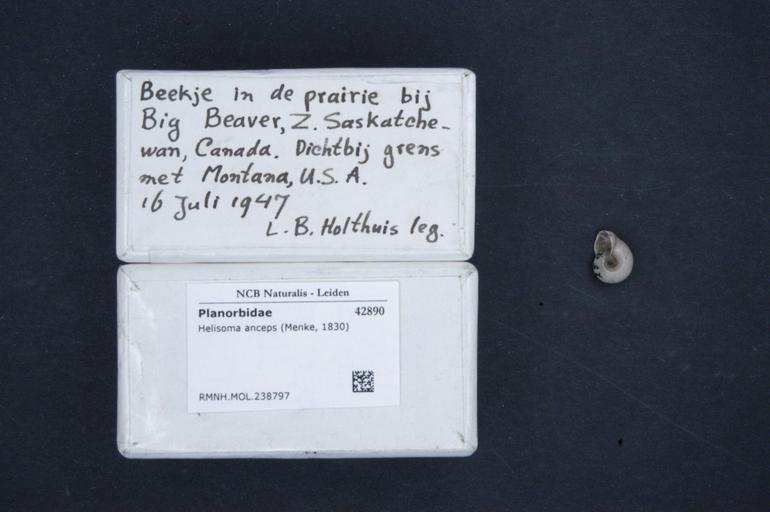 Beekje in de prairie bij
Big Beaver, Z. Saskatche-
wan, Canada. Dichtbij grens
met Montana, U.S.A.
16 Juli 1947
L. B. Holthuis leg.
NCB Naturalis - Leiden
Planorbidae 42890
Helisoma anceps (Menke, 1830)
RMNH.MOL.238797